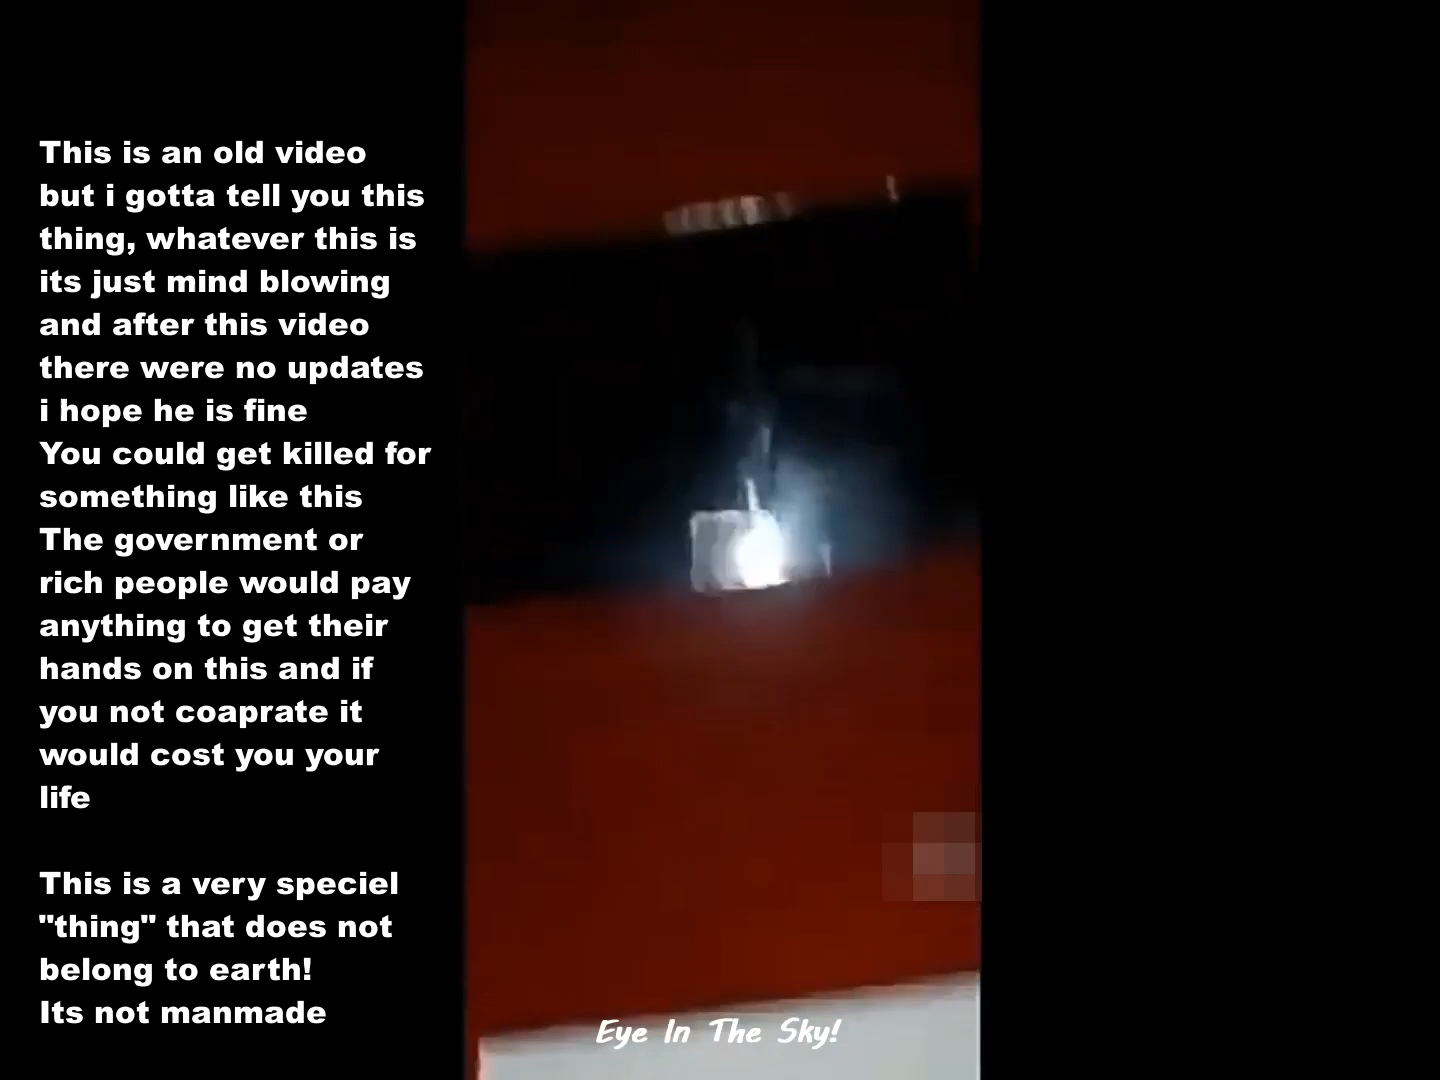 This is an old video
but i gotta tell you this
thing, whatever this is
its just mind blowing
and after this video
there were no updates
i hope he is fine
You could get killed for
something like this
The government or
rich people would pay
anything to get their
hands on this and if
you not coaprate it
would cost you your
life
This is a very speciel
"thing" that does not
belong to earth!
Its not manmade
Eye In The Sky!